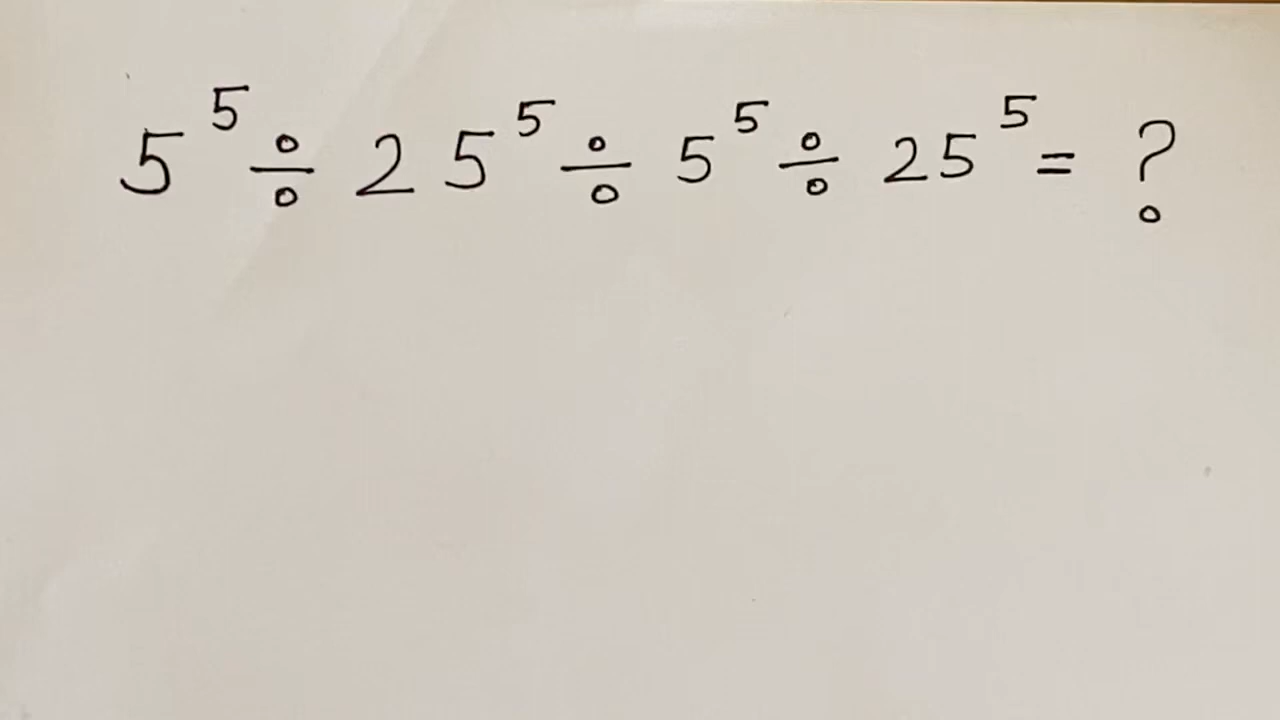 5⁵ ÷ 25⁵ ÷ 5⁵ ÷ 25⁵ = ?